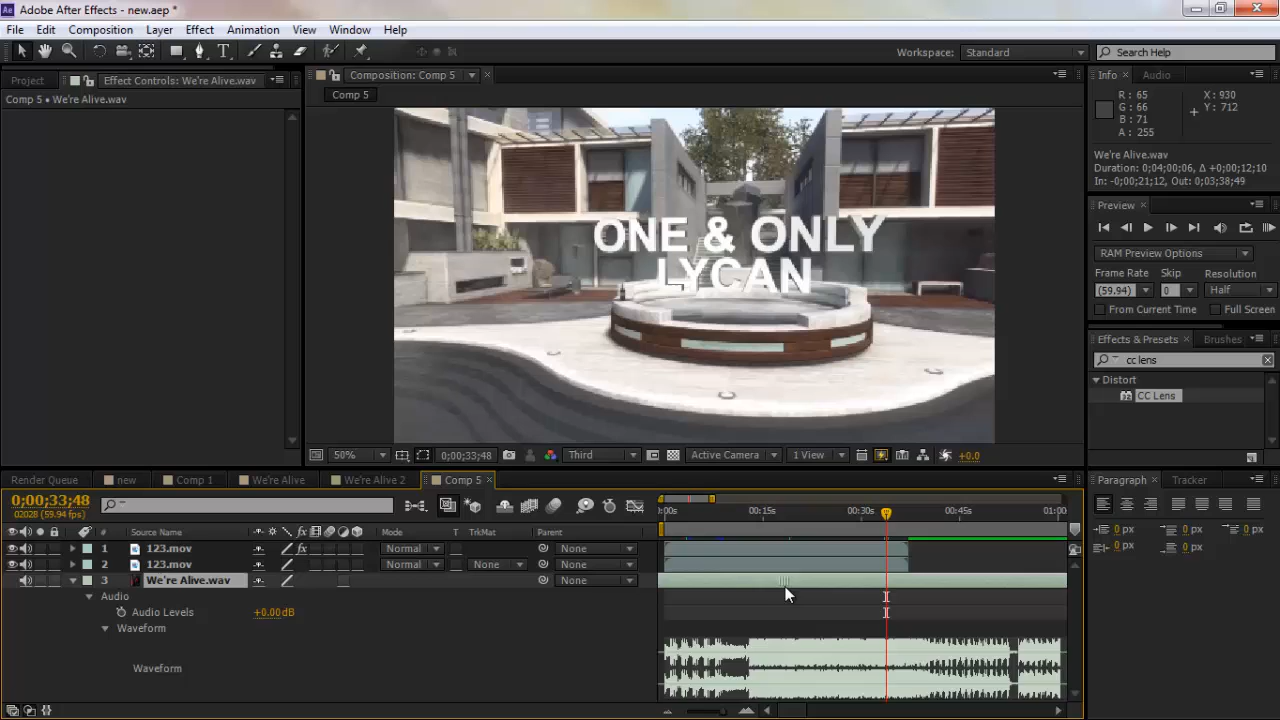 Adobe After Effects - new.aep *
File Edit Composition Layer Effect Animation View Window Help
Workspace: Standard Search Help
Project Effect Controls: We're Alive.wav
Comp 5 • We're Alive.wav
Composition: Comp 5
Comp 5
ONE & ONLY
LYCAN
50% 0;00;33;48 Third Active Camera 1 View +0.0
Info Audio
R : 65
G : 66
B : 71
A : 255
X : 930
Y : 712
We're Alive.wav
Duration: 0;04;00;06, Δ +0;00;12;10
In: -0;00;21;12, Out: 0;03;38;49
Preview
RAM Preview Options
Frame Rate Skip Resolution
(59.94) 0 Half
From Current Time Full Screen
Effects & Presets Brushes
cc lens
Distort
CC Lens
Render Queue new Comp 1 We're Alive We're Alive 2 Comp 5
0;00;33;48
02028 (59.94 fps)
:00s 00:15s 00:30s 00:45s 01:00s
# Source Name Mode T TrkMat Parent
1 123.mov Normal None
2 123.mov Normal None None
3 We're Alive.wav None
Audio
Audio Levels +0.00dB
Waveform
Waveform
Paragraph Tracker
0 px 0 px 0 px
0 px 0 px